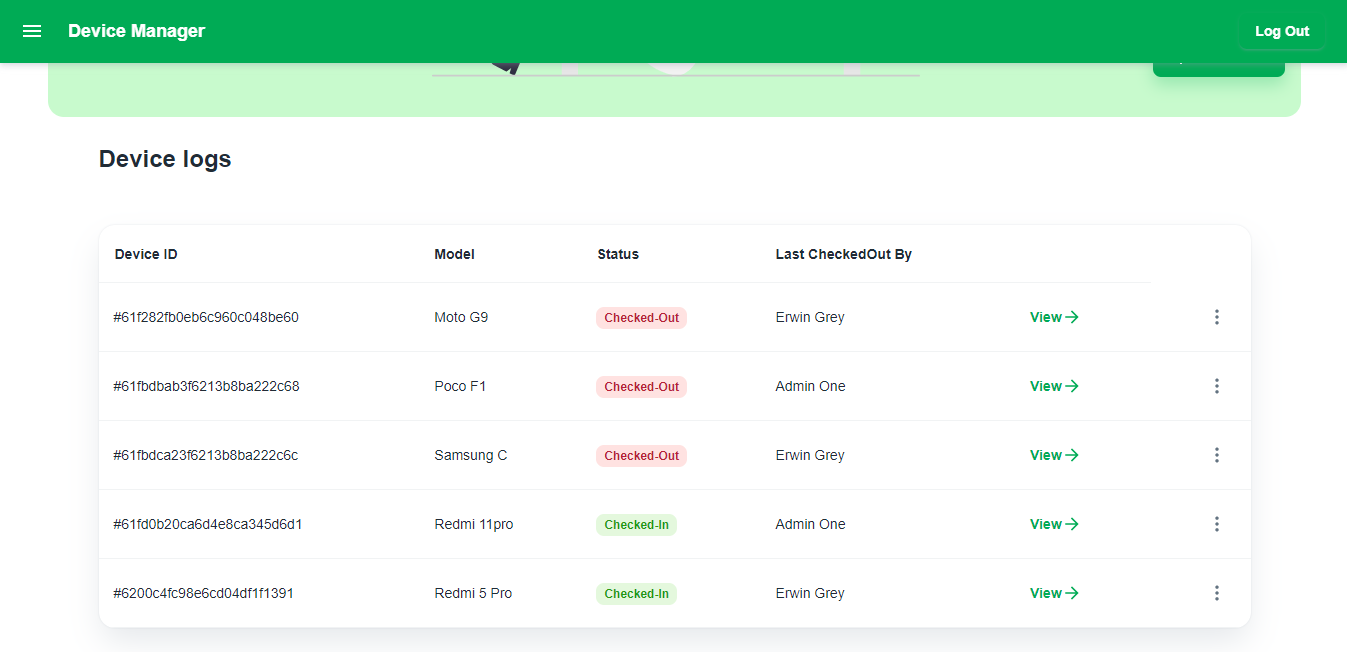 Device Manager
Log Out
Device logs
Device ID Model Status Last CheckedOut By
#61f282fb0eb6c960c048be60 Moto G9 Checked-Out Erwin Grey View
#61fbdbab3f6213b8ba222c68 Poco F1 Checked-Out Admin One View
#61fbdca23f6213b8ba222c6c Samsung C Checked-Out Erwin Grey View
#61fd0b20ca6d4e8ca345d6d1 Redmi 11pro Checked-In Admin One View
#6200c4fc98e6cd04df1f1391 Redmi 5 Pro Checked-In Erwin Grey View